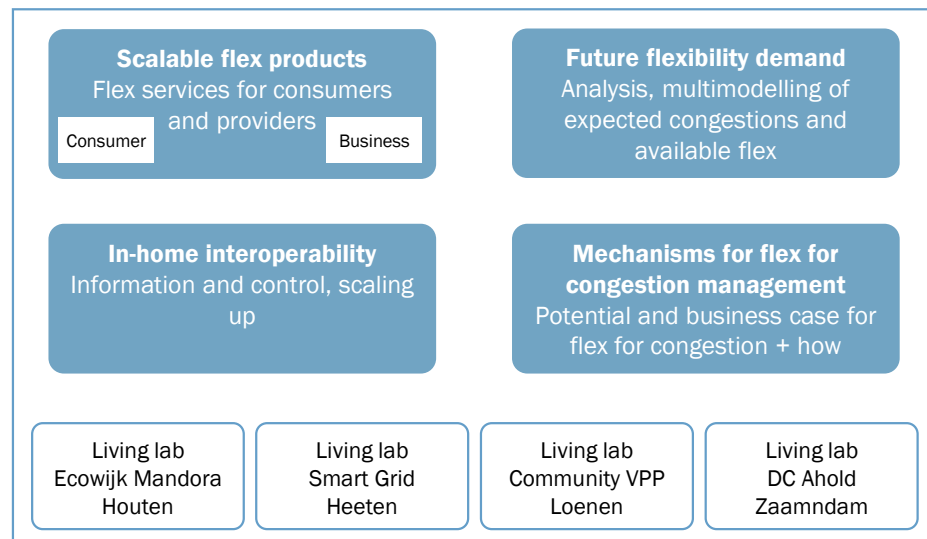 Scalable flex products
Flex services for consumers
and providers
Consumer
Business
Future flexibility demand
Analysis, multimodelling of
expected congestions and
available flex
In-home interoperability
Information and control, scaling
up
Mechanisms for flex for
congestion management
Potential and business case for
flex for congestion + how
Living lab
Ecowijk Mandora
Houten
Living lab
Smart Grid
Heeten
Living lab
Community VPP
Loenen
Living lab
DC Ahold
Zaamndam